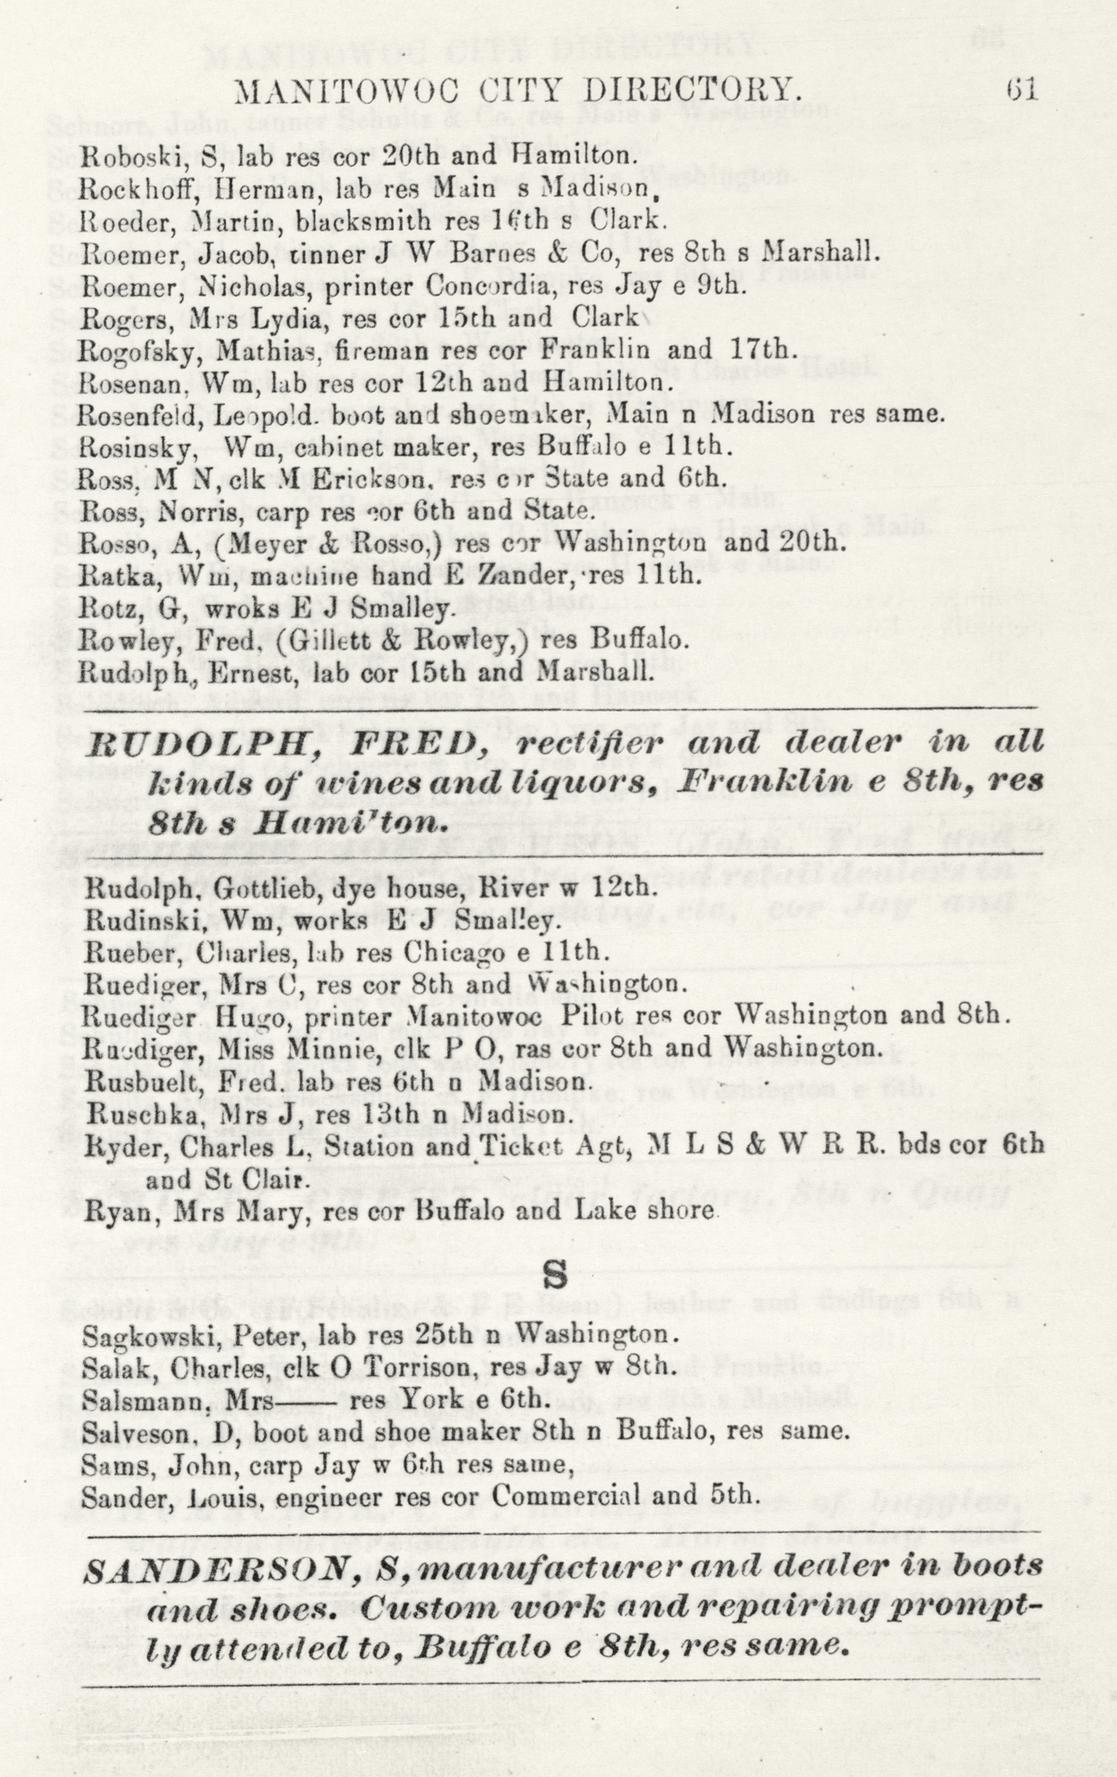 MANITOWOC CITY DIRECTORY. 61
Roboski, S, lab res cor 20th and Hamilton.
Rockhoff, Herman, lab res Main s Madison,
Roeder, Martin, blacksmith res 16th s Clark.
Roemer, Jacob, tinner J W Barnes & Co, res 8th s Marshall.
Roemer, Nicholas, printer Concordia, res Jay e 9th.
Rogers, Mrs Lydia, res cor 15th and Clark
Rogofsky, Mathias, fireman res cor Franklin and 17th.
Rosenan, Wm, lab res cor 12th and Hamilton.
Rosenfeld, Leopold. boot and shoemaker, Main n Madison res same.
Rosinsky, Wm, cabinet maker, res Buffalo e 11th.
Ross, M N, clk M Erickson, res cor State and 6th.
Ross, Norris, carp res cor 6th and State.
Rosso, A, (Meyer & Rosso,) res cor Washington and 20th.
Ratka, Wm, machine hand E Zander, res 11th.
Rotz, G, wroks E J Smalley.
Rowley, Fred, (Gillett & Rowley,) res Buffalo.
Rudolph, Ernest, lab cor 15th and Marshall.
RUDOLPH, FRED, rectifier and dealer in all
kinds of wines and liquors, Franklin e 8th, res
8th s Hamilton.
Rudolph, Gottlieb, dye house, River w 12th.
Rudinski, Wm, works E J Smalley.
Rueber, Charles, lab res Chicago e 11th.
Ruediger, Mrs C, res cor 8th and Washington.
Ruediger Hugo, printer Manitowoc Pilot res cor Washington and 8th.
Ruediger, Miss Minnie, clk P O, ras cor 8th and Washington.
Rusbuelt, Fred. lab res 6th n Madison.
Ruschka, Mrs J, res 13th n Madison.
Ryder, Charles L, Station and Ticket Agt, M L S & W R R. bds cor 6th
and St Clair.
Ryan, Mrs Mary, res cor Buffalo and Lake shore
S
Sagkowski, Peter, lab res 25th n Washington.
Salak, Charles, clk O Torrison, res Jay w 8th.
Salsmann, Mrs—— res York e 6th.
Salveson, D, boot and shoe maker 8th n Buffalo, res same.
Sams, John, carp Jay w 6th res same,
Sander, Louis, engineer res cor Commercial and 5th.
SANDERSON, S, manufacturer and dealer in boots
and shoes. Custom work and repairing prompt-
ly attended to, Buffalo e 8th, res same.